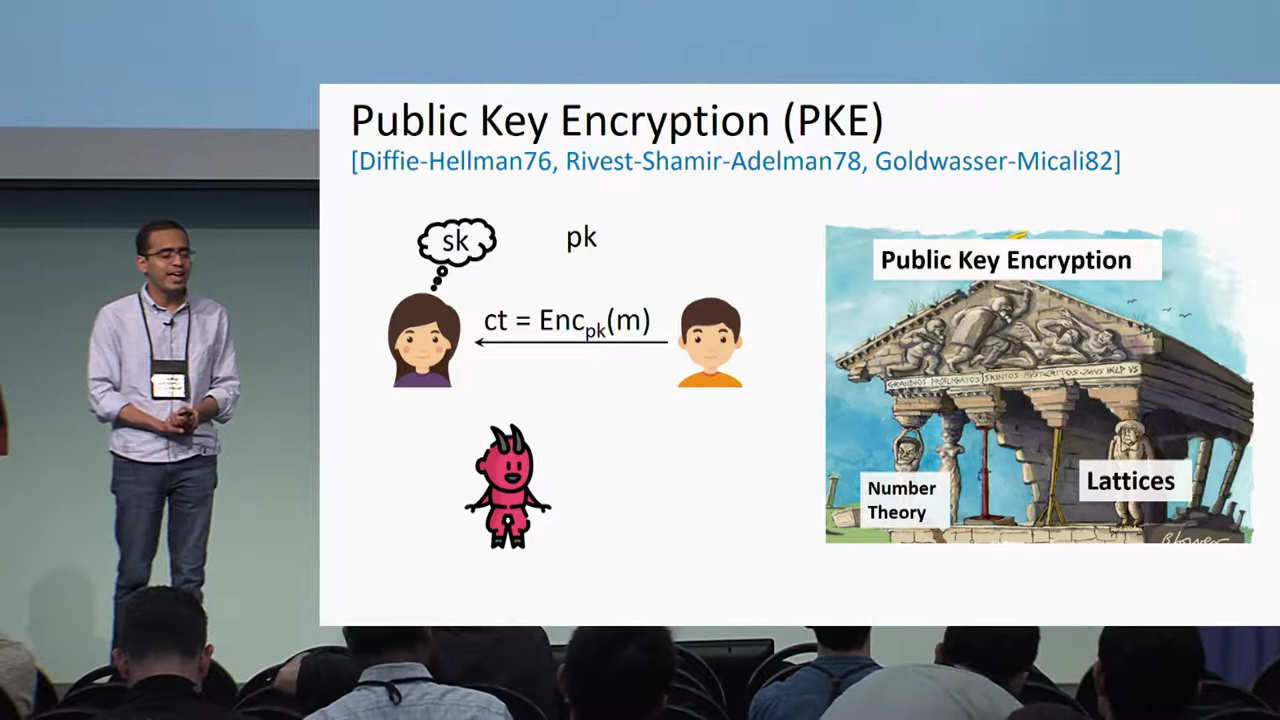 Public Key Encryption (PKE)
[Diffie-Hellman76, Rivest-Shamir-Adelman78, Goldwasser-Micali82]
sk
pk
ct = Enc_pk(m)
Public Key Encryption
Number
Theory
Lattices